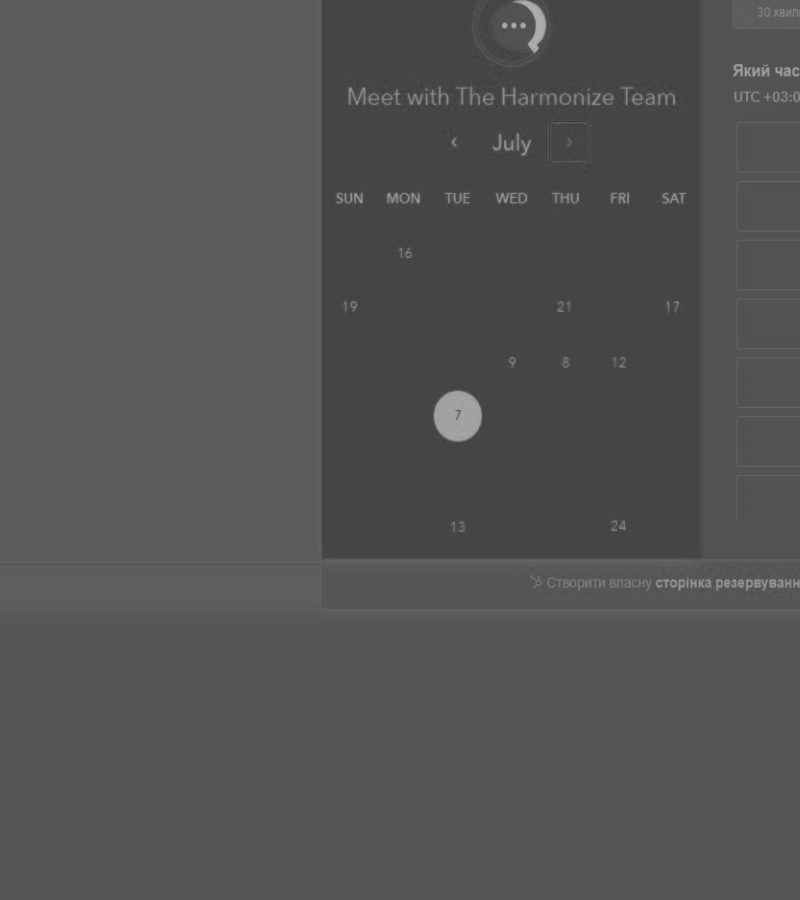 30 хвили
Meet with The Harmonize Team
Який час
UTC +03:0
July
SUN MON TUE WED THU FRI SAT
16
19 21 17
9 8 12
7
13 24
Створити власну сторінка резервуванн